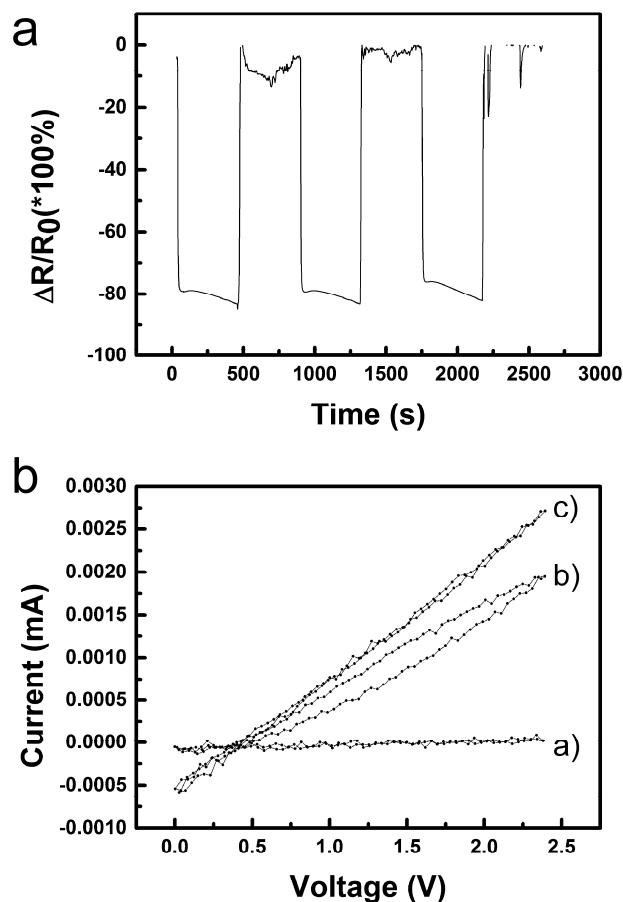 a
ΔR/R0(*100%)
0
-20
-40
-60
-80
-100
0 500 1000 1500 2000 2500 3000
Time (s)
b
Current (mA)
0.0030
0.0025
0.0020
0.0015
0.0010
0.0005
0.0000
-0.0005
-0.0010
c)
b)
a)
0.0 0.5 1.0 1.5 2.0 2.5
Voltage (V)